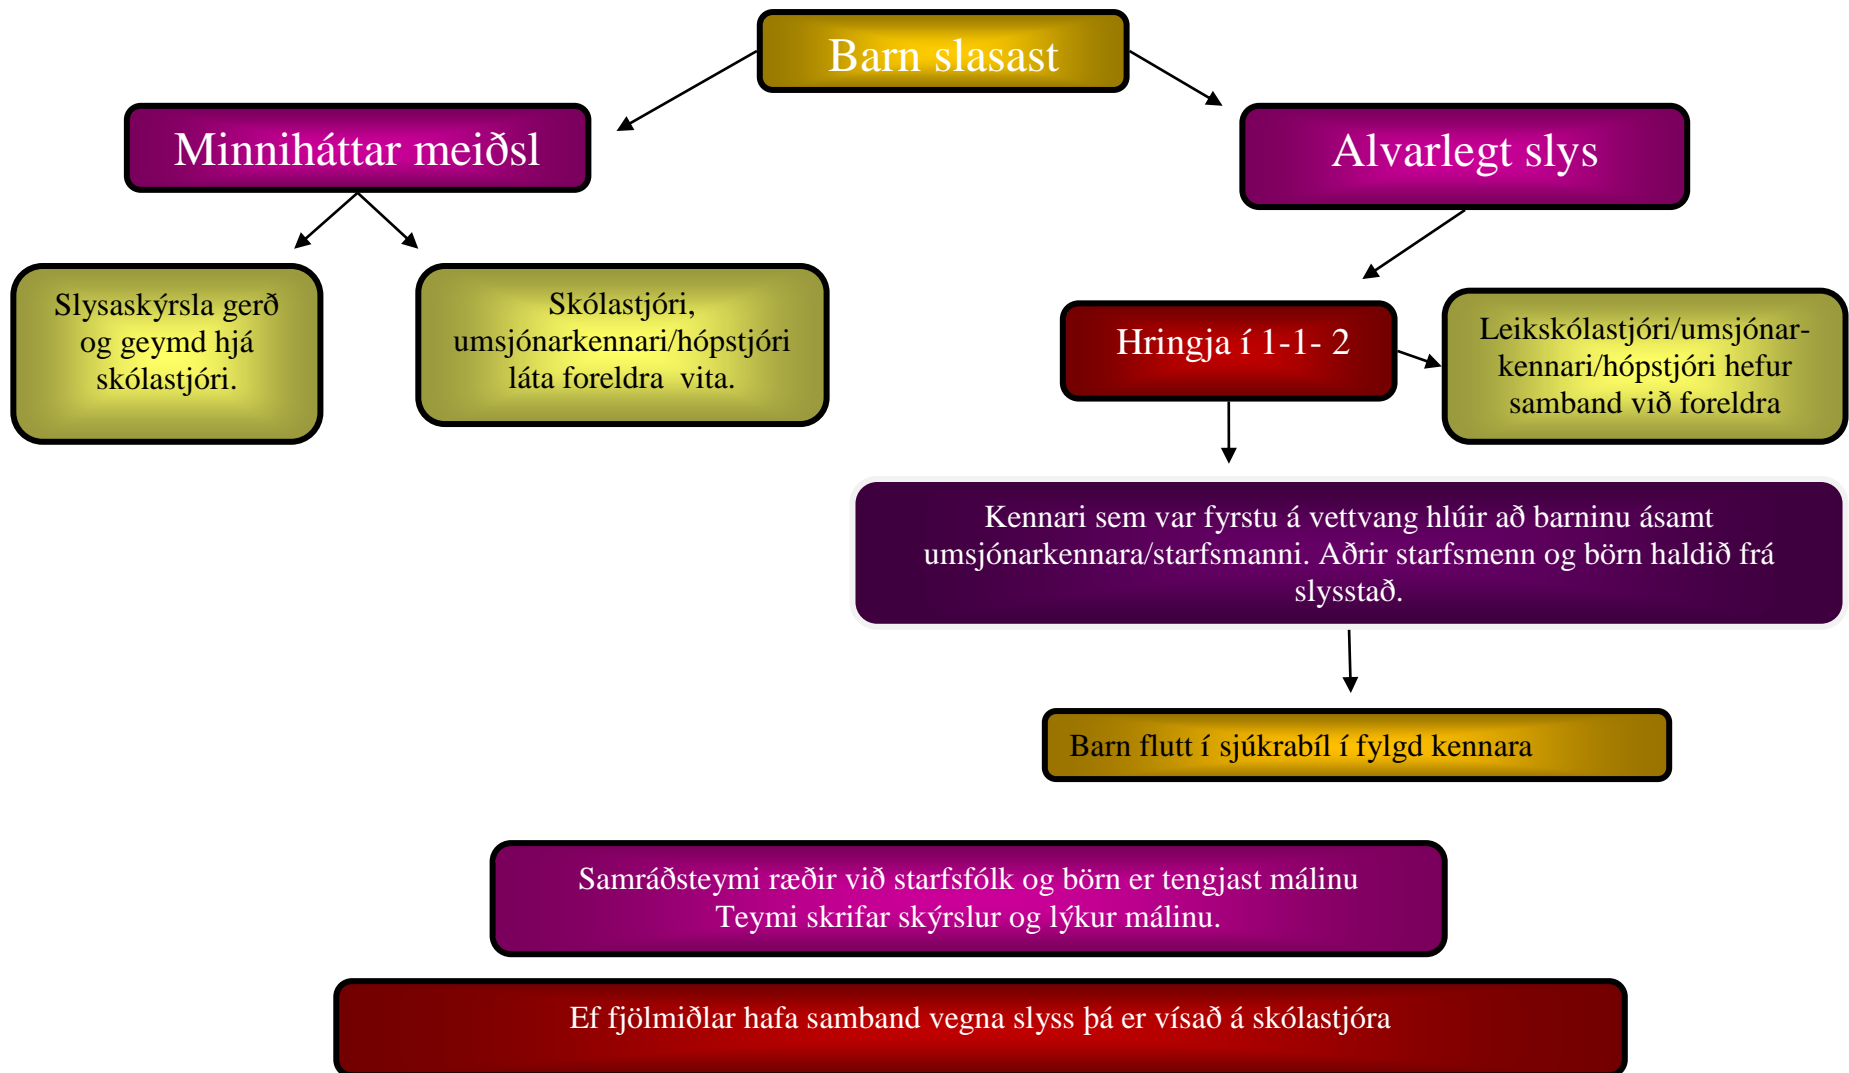 Barn slasast
Minniháttar meiðsl
Alvarlegt slys
Slysaskýrsla gerð
og geymd hjá
skólastjóri.
Skólastjóri,
umsjónarkennari/hópstjóri
láta foreldra vita.
Hringja í 1-1- 2
Leikskólastjóri/umsjónar-
kennari/hópstjóri hefur
samband við foreldra
Kennari sem var fyrstu á vettvang hlúir að barninu ásamt
umsjónarkennara/starfsmanni. Aðrir starfsmenn og börn haldið frá
slysstað.
Barn flutt í sjúkrabíl í fylgd kennara
Samráðsteymi ræðir við starfsfólk og börn er tengjast málinu
Teymi skrifar skýrslur og lýkur málinu.
Ef fjölmiðlar hafa samband vegna slyss þá er vísað á skólastjóra